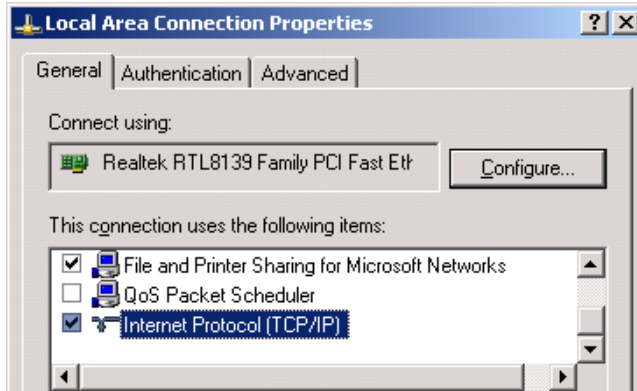 Local Area Connection Properties
General Authentication Advanced
Connect using:
Realtek RTL8139 Family PCI Fast Eth Configure...
This connection uses the following items:
File and Printer Sharing for Microsoft Networks
QoS Packet Scheduler
Internet Protocol (TCP/IP)